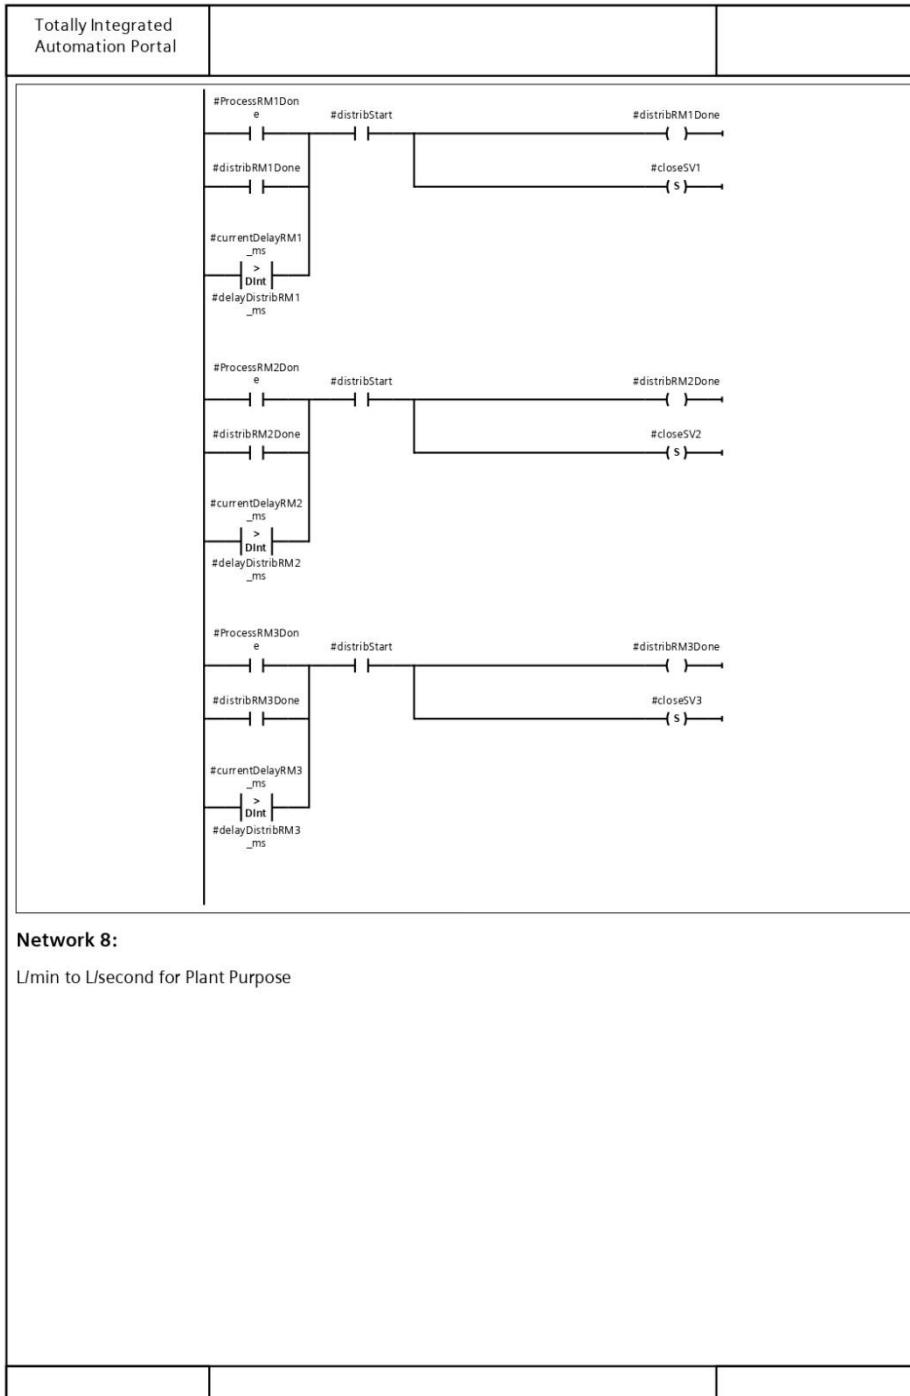 Totally Integrated
Automation Portal
#ProcessRM1Don
e
#distribStart
#distribRM1Done
#distribRM1Done
#closeSV1
S
#currentDelayRM1
_ms
>
DInt
#delayDistribRM1
_ms
#ProcessRM2Don
e
#distribStart
#distribRM2Done
#distribRM2Done
#closeSV2
S
#currentDelayRM2
_ms
>
DInt
#delayDistribRM2
_ms
#ProcessRM3Don
e
#distribStart
#distribRM3Done
#distribRM3Done
#closeSV3
S
#currentDelayRM3
_ms
>
DInt
#delayDistribRM3
_ms
Network 8:
L/min to L/second for Plant Purpose